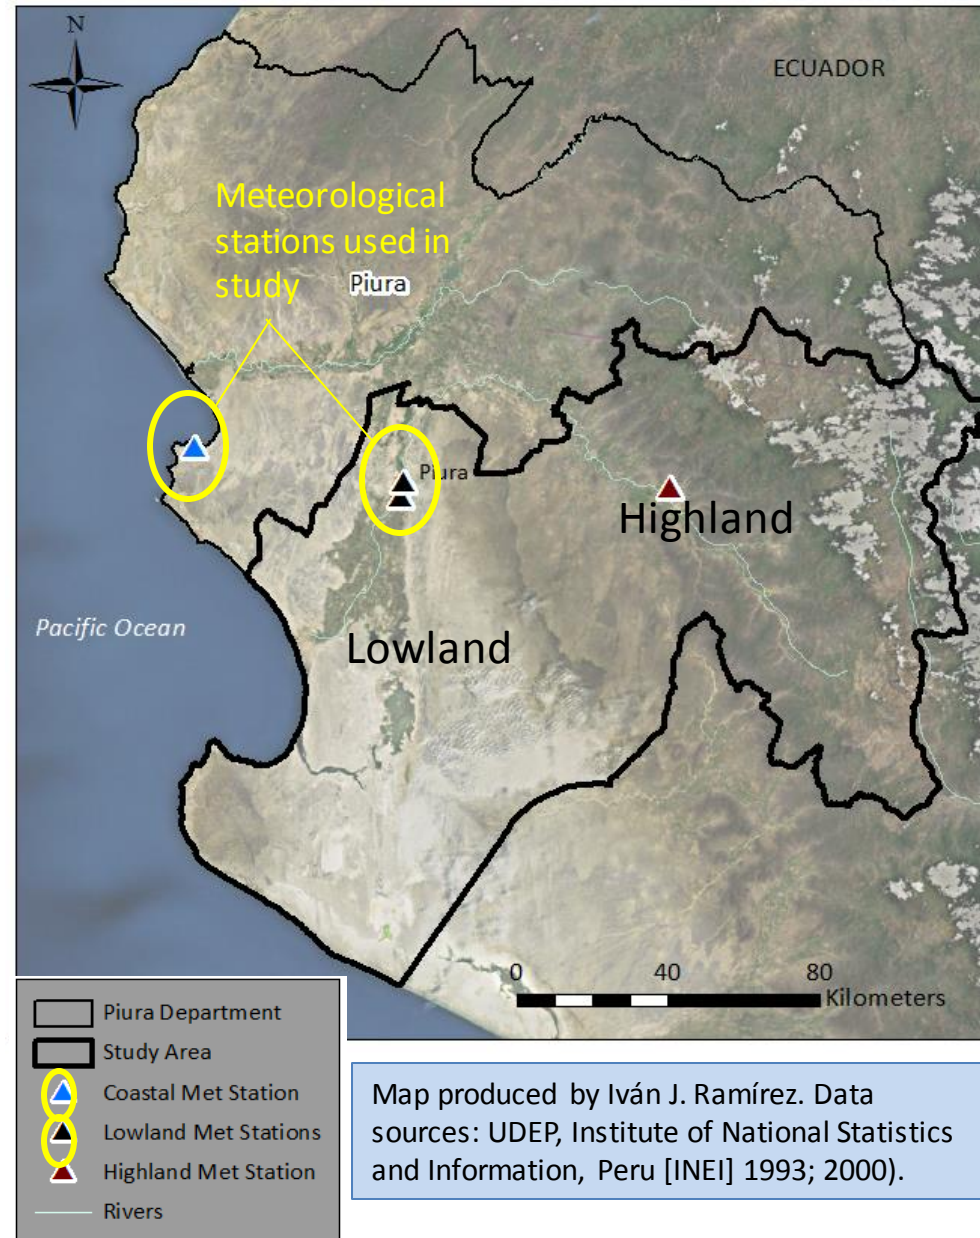 N
ECUADOR
Meteorological
stations used in
study
Piura
Piura
Highland
Pacific Ocean
Lowland
0 40 80
Kilometers
Piura Department
Study Area
Coastal Met Station
Lowland Met Stations
Highland Met Station
Rivers
Map produced by Iván J. Ramírez. Data
sources: UDEP, Institute of National Statistics
and Information, Peru [INEI] 1993; 2000).